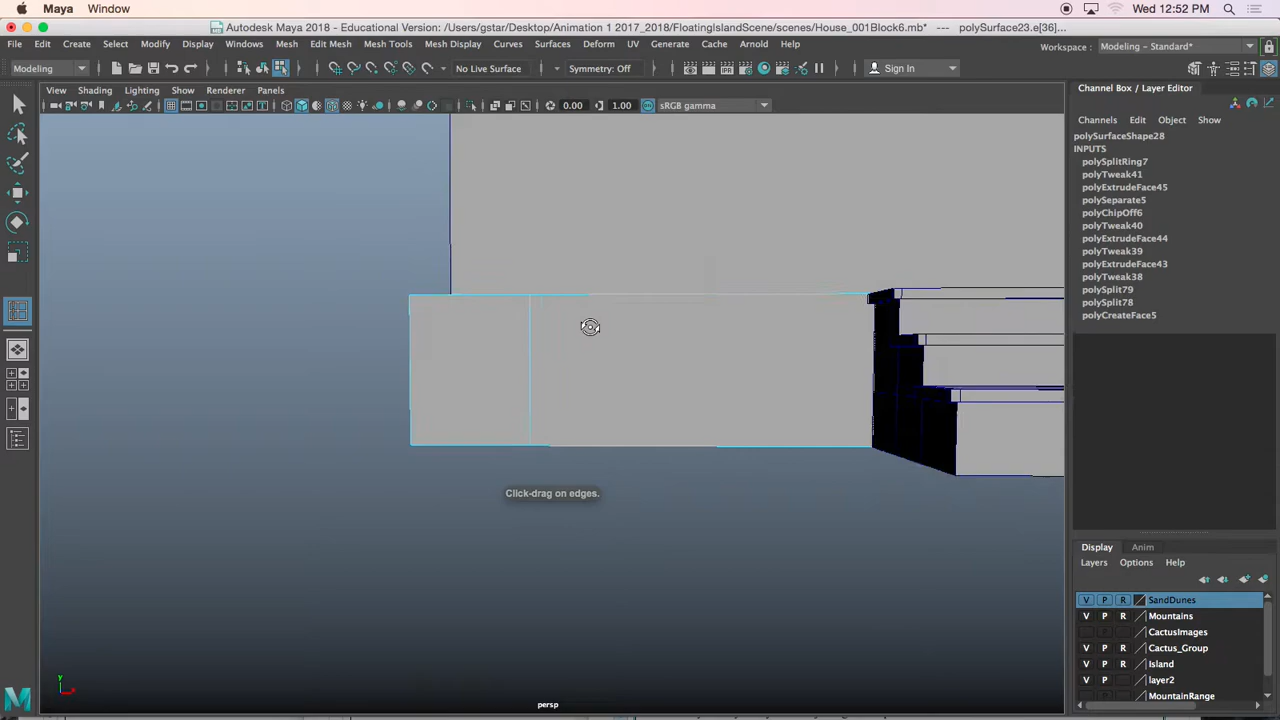 Maya Window Wed 12:52 PM
Autodesk Maya 2018 - Educational Version: /Users/gstar/Desktop/Animation 1 2017_2018/FloatingIslandScene/scenes/House_001Block6.mb* --- polySurface23.e[36]...
File Edit Create Select Modify Display Windows Mesh Edit Mesh Mesh Tools Mesh Display Curves Surfaces Deform UV Generate Cache Arnold Help Workspace : Modeling - Standard*
Modeling No Live Surface Symmetry: Off Sign In
View Shading Lighting Show Renderer Panels Channel Box / Layer Editor
0.00 1.00 sRGB gamma
Channels Edit Object Show
polySurfaceShape28
INPUTS
polySplitRing7
polyTweak41
polyExtrudeFace45
polySeparate5
polyChipOff6
polyTweak40
polyExtrudeFace44
polyTweak39
polyExtrudeFace43
polyTweak38
polySplit79
polySplit78
polyCreateFace5
Click-drag on edges.
Display Anim
Layers Options Help
V P R SandDunes
V P R Mountains
CactusImages
V P R Cactus_Group
V P R Island
V P layer2
MountainRange
y
persp